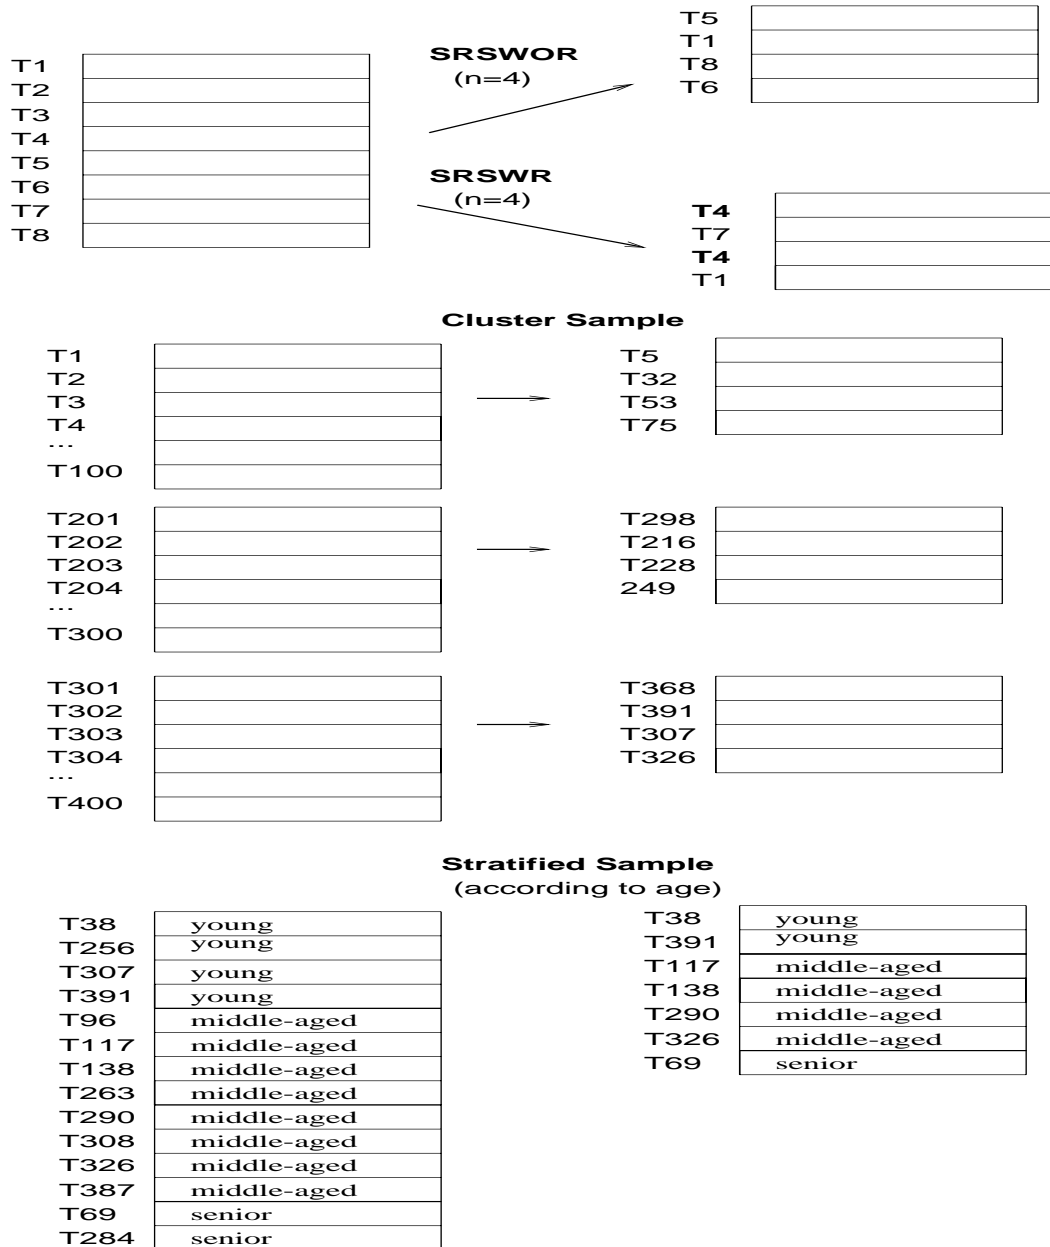 T1
T2
T3
T4
T5
T6
T7
T8
SRSWOR
(n=4)
T5
T1
T8
T6
SRSWR
(n=4)
T4
T7
T4
T1
Cluster Sample
T1
T2
T3
T4
...
T100
T5
T32
T53
T75
T201
T202
T203
T204
...
T300
T298
T216
T228
249
T301
T302
T303
T304
...
T400
T368
T391
T307
T326
Stratified Sample
(according to age)
T38 young
T256 young
T307 young
T391 young
T96 middle-aged
T117 middle-aged
T138 middle-aged
T263 middle-aged
T290 middle-aged
T308 middle-aged
T326 middle-aged
T387 middle-aged
T69 senior
T284 senior
T38 young
T391 young
T117 middle-aged
T138 middle-aged
T290 middle-aged
T326 middle-aged
T69 senior